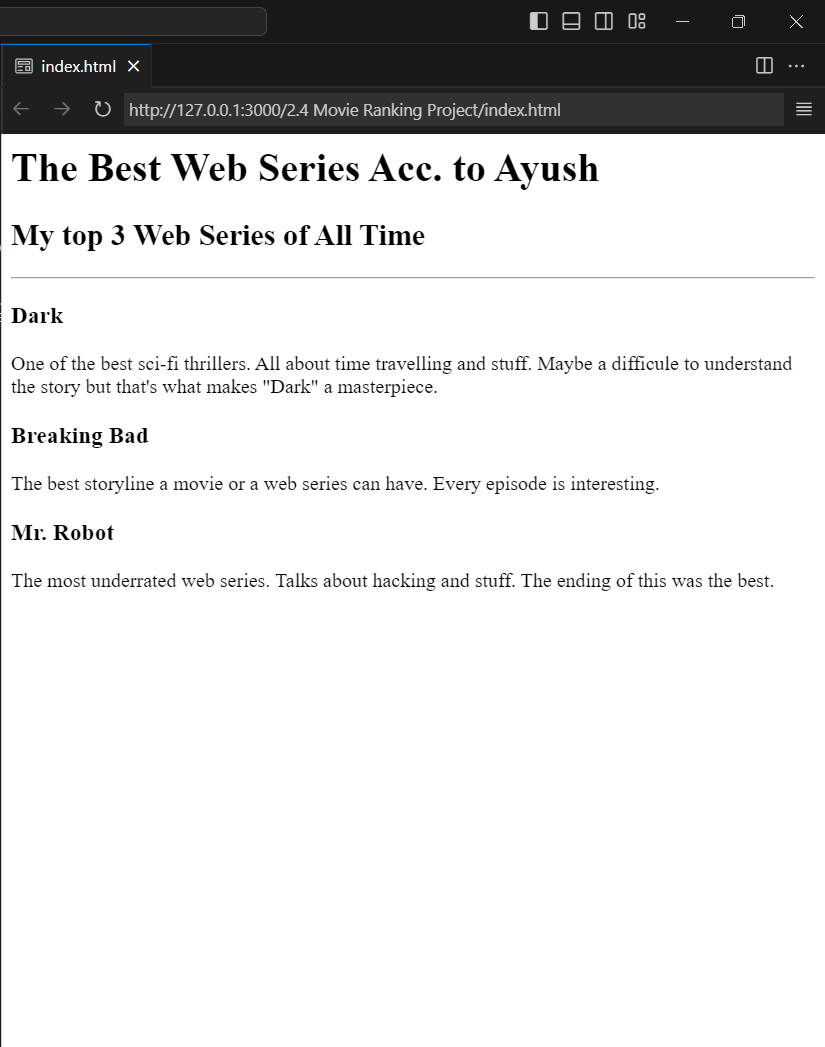 index.html
http://127.0.0.1:3000/2.4 Movie Ranking Project/index.html
The Best Web Series Acc. to Ayush
My top 3 Web Series of All Time
Dark
One of the best sci-fi thrillers. All about time travelling and stuff. Maybe a difficule to understand
the story but that's what makes "Dark" a masterpiece.
Breaking Bad
The best storyline a movie or a web series can have. Every episode is interesting.
Mr. Robot
The most underrated web series. Talks about hacking and stuff. The ending of this was the best.